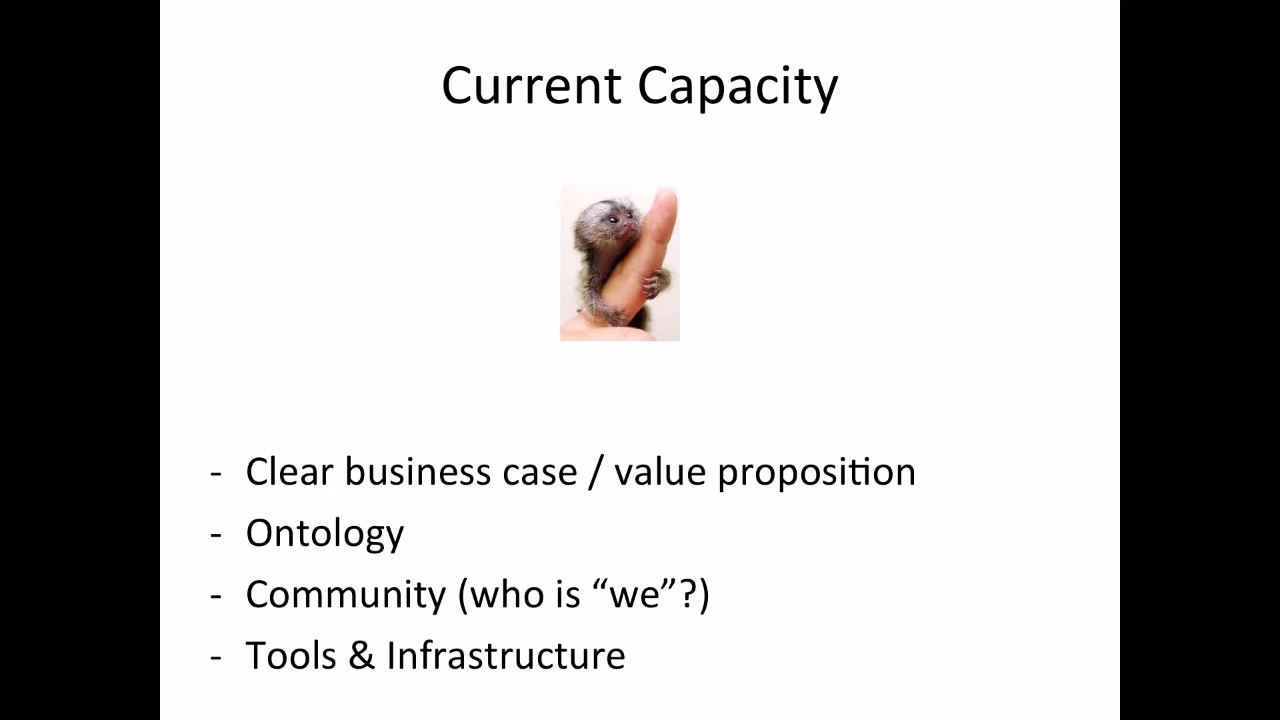 Current Capacity
- Clear business case / value proposition
- Ontology
- Community (who is “we”?)
- Tools & Infrastructure